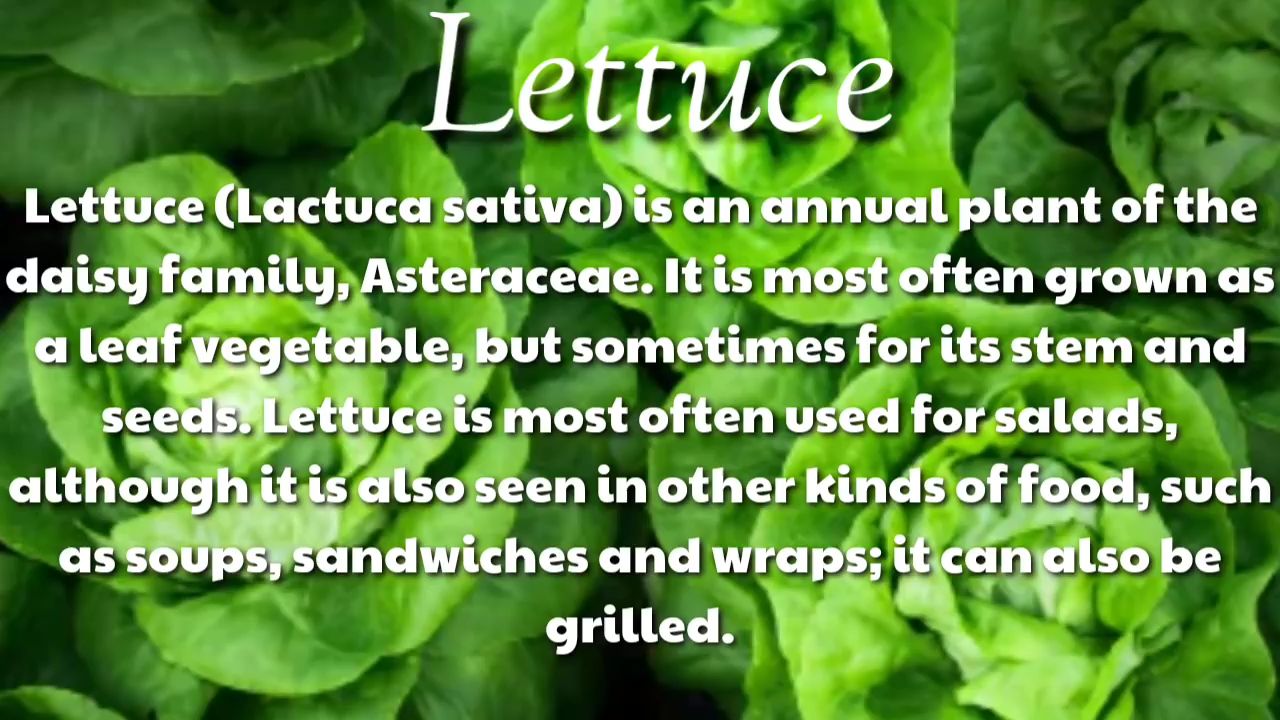 Lettuce
Lettuce (Lactuca sativa) is an annual plant of the
daisy family, Asteraceae. It is most often grown as
a leaf vegetable, but sometimes for its stem and
seeds. Lettuce is most often used for salads,
although it is also seen in other kinds of food, such
as soups, sandwiches and wraps; it can also be
grilled.